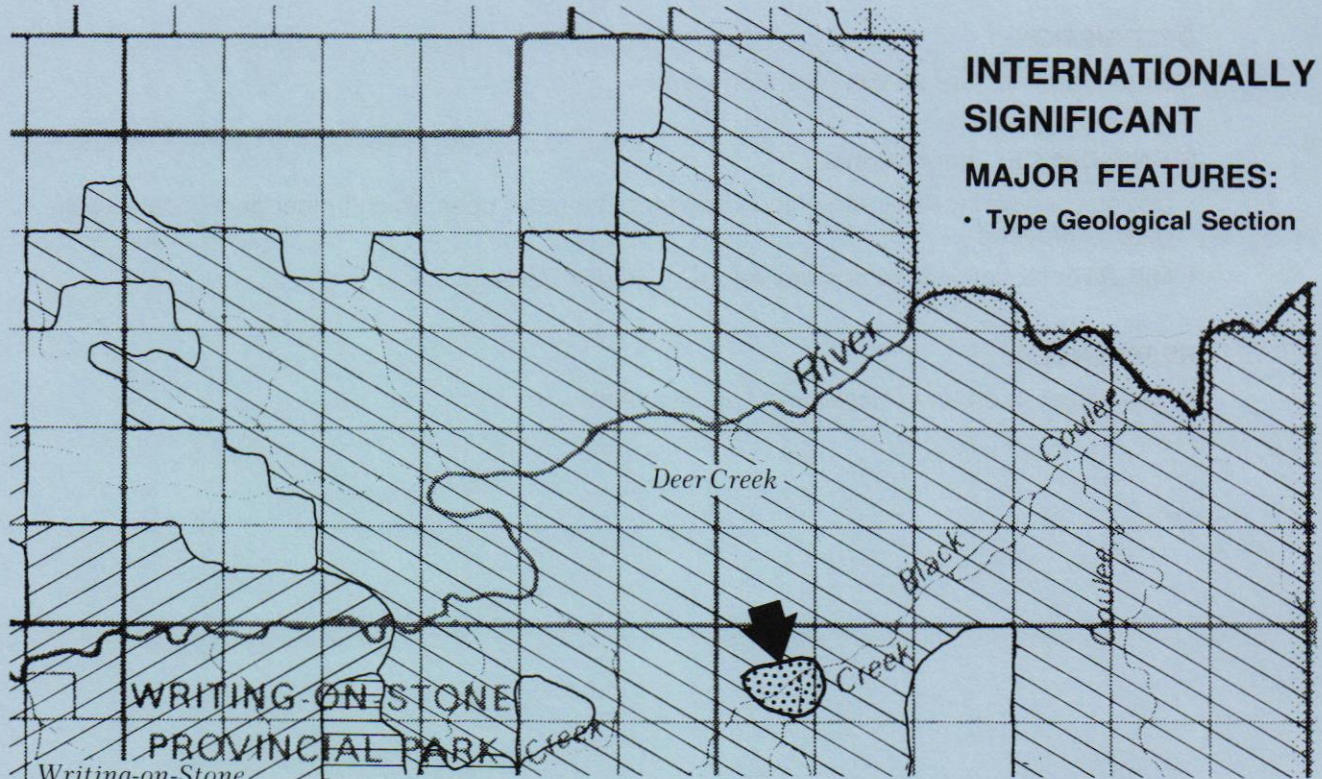 INTERNATIONALLY
SIGNIFICANT
MAJOR FEATURES:
• Type Geological Section
River
Coulee
Deer Creek
Black
Coulee
Creek
WRITING-ON-STONE
PROVINCIAL PARK
Creek
Writing-on-Stone